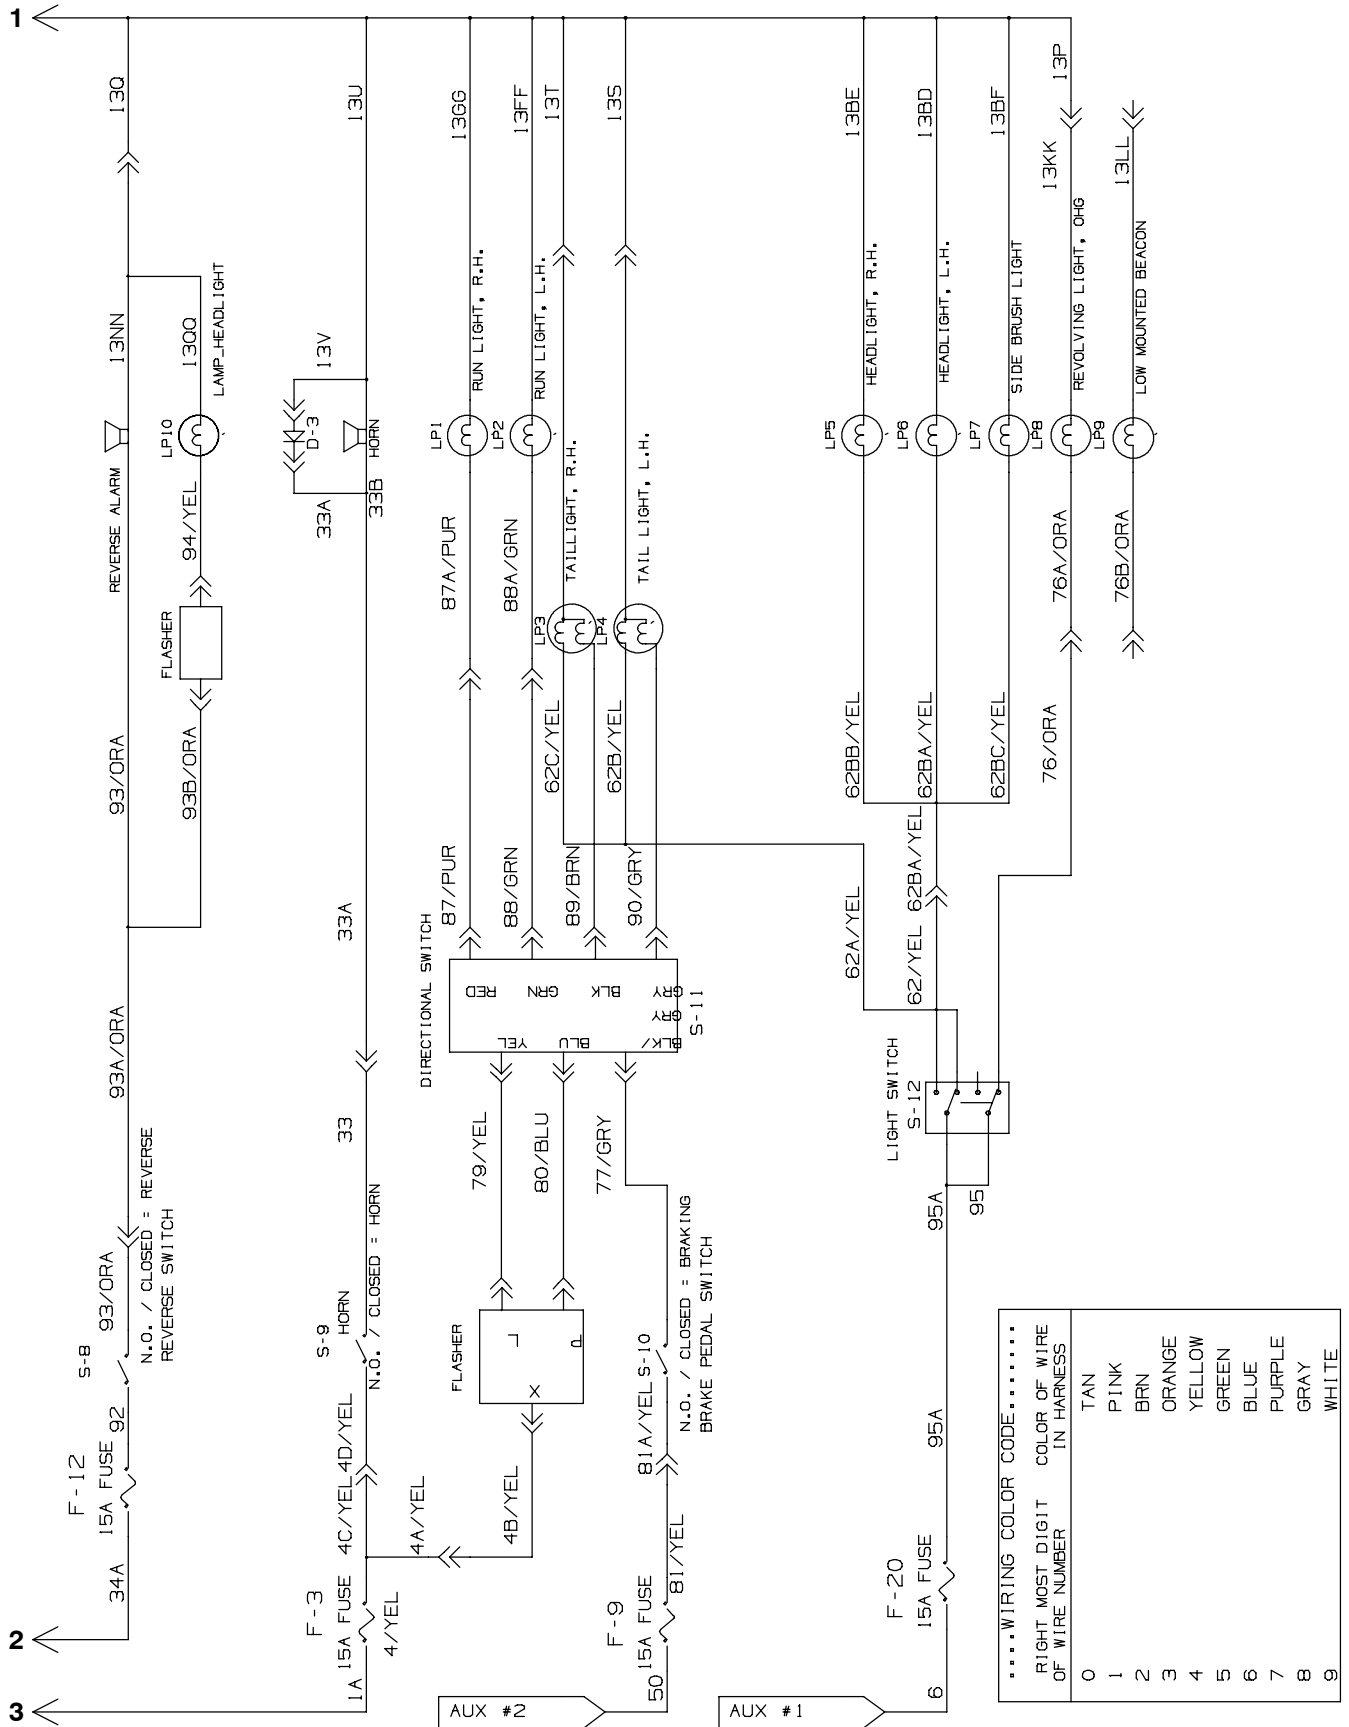 1
13Q
13U
13GG
13FF
13T
13S
13BE
13BD
13BF
13P
13KK
13LL
13NN
13QQ
LAMP_HEADLIGHT
13V
RUN LIGHT, R.H.
RUN LIGHT, L.H.
HEADLIGHT, R.H.
HEADLIGHT, L.H.
SIDE BRUSH LIGHT
REVOLVING LIGHT, OHG
LOW MOUNTED BEACON
REVERSE ALARM
LP10
D-3
HORN
LP1
LP2
LP5
LP6
LP7
LP8
LP9
94/YEL
33A
33B
87A/PUR
88A/GRN
TAILLIGHT, R.H.
TAIL LIGHT, L.H.
76A/ORA
76B/ORA
FLASHER
LP3
LP4
93/ORA
93B/ORA
62C/YEL
62B/YEL
62BB/YEL
62BA/YEL
62BC/YEL
76/ORA
33A
87/PUR
88/GRN
89/BRN
90/GRY
62A/YEL
62/YEL
62BA/YEL
93A/ORA
DIRECTIONAL SWITCH
RED
GRN
BLK
GRY
YEL
BLU
BLK/
GRY
GRY
S-11
33
79/YEL
80/BLU
77/GRY
LIGHT SWITCH
S-12
95A
95
93/ORA
N.O. / CLOSED = REVERSE
REVERSE SWITCH
S-8
S-9
HORN
N.O. / CLOSED = HORN
FLASHER
L
P
X
S-10
N.O. / CLOSED = BRAKING
BRAKE PEDAL SWITCH
F-12
15A FUSE
92
34A
4C/YEL
4D/YEL
4A/YEL
4B/YEL
81A/YEL
81/YEL
95A
F-3
15A FUSE
4/YEL
1A
F-9
15A FUSE
50
F-20
15A FUSE
6
2
3
AUX #2
AUX #1
....WIRING COLOR CODE.......
RIGHT MOST DIGIT COLOR OF WIRE
OF WIRE NUMBER IN HARNESS
0 TAN
1 PINK
2 BRN
3 ORANGE
4 YELLOW
5 GREEN
6 BLUE
7 PURPLE
8 GRAY
9 WHITE